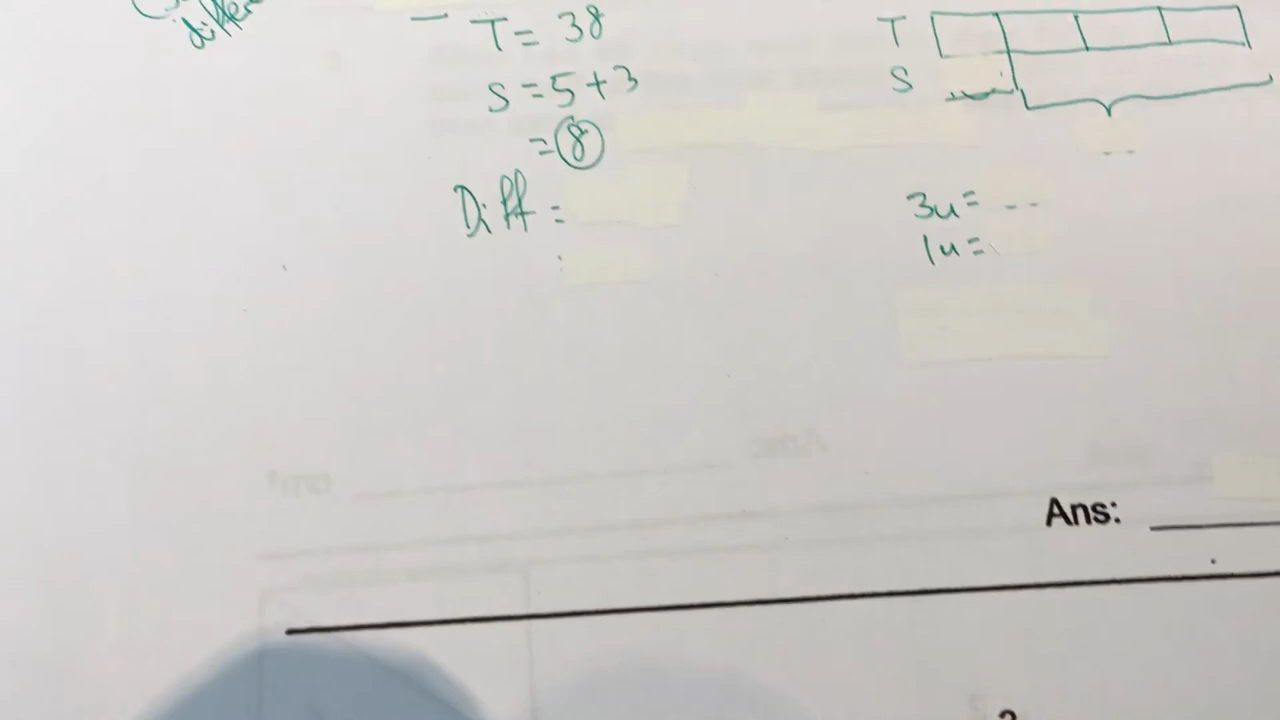 T = 38
S = 5 + 3
= 8
Diff =
T
S
3u = --
1u =
Ans: